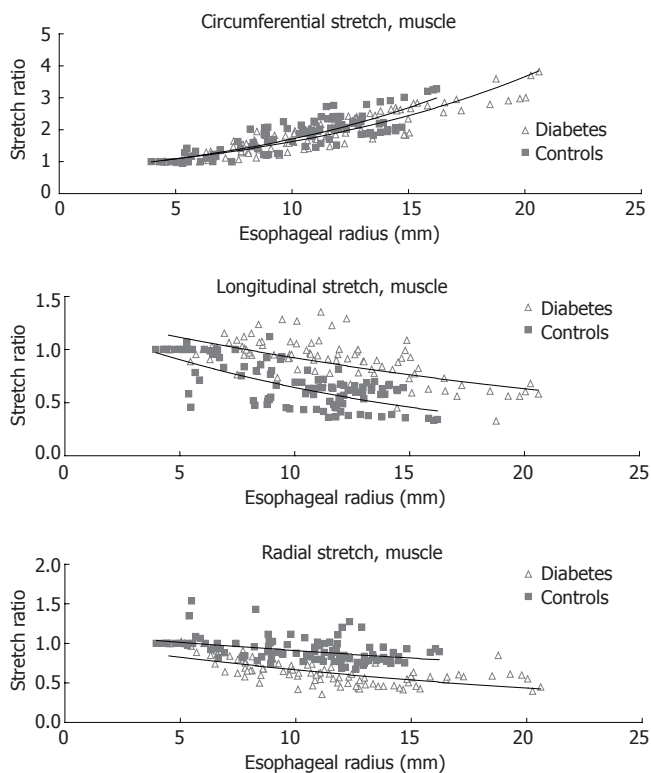 Circumferential stretch, muscle
5
4
3
2
1
0
Stretch ratio
Diabetes
Controls
0 5 10 15 20 25
Esophageal radius (mm)
Longitudinal stretch, muscle
1.5
1.0
0.5
0.0
Stretch ratio
Diabetes
Controls
0 5 10 15 20 25
Esophageal radius (mm)
Radial stretch, muscle
2.0
1.5
1.0
0.5
0.0
Stretch ratio
Diabetes
Controls
0 5 10 15 20 25
Esophageal radius (mm)